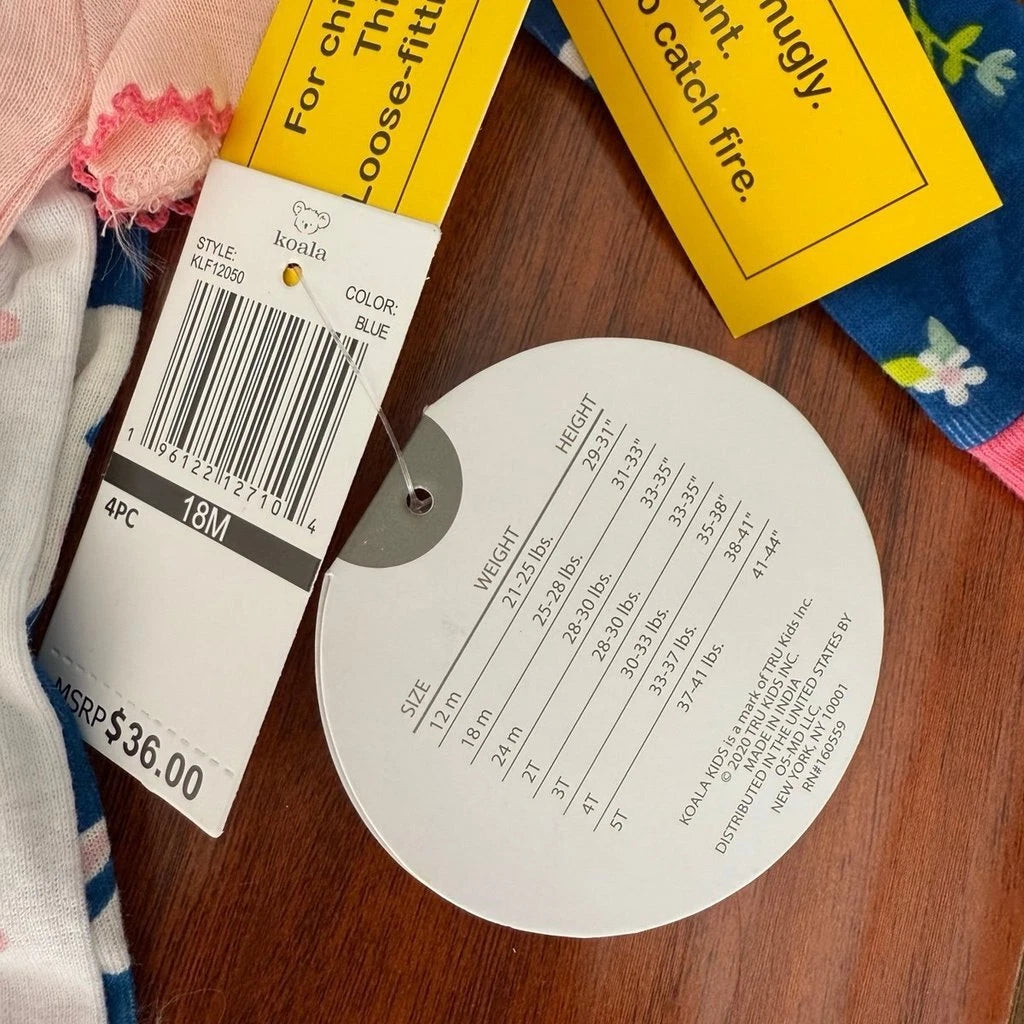 For chi
Thi
Loose-fitti
nugly.
ant.
o catch fire.
koala
STYLE:
KLF12050
COLOR:
BLUE
1 96122 12710 4
4PC
18M
MSRP $36.00
SIZE WEIGHT HEIGHT
12 m 21-25 lbs. 29-31"
18 m 25-28 lbs. 31-33"
24 m 28-30 lbs. 33-35"
2T 28-30 lbs. 33-35"
3T 30-33 lbs. 35-38"
4T 33-37 lbs. 38-41"
5T 37-41 lbs. 41-44"
KOALA KIDS is a mark of TRU Kids Inc.
© 2020 TRU KIDS INC.
MADE IN INDIA
DISTRIBUTED IN THE UNITED STATES BY
O5-MD LLC
NEW YORK, NY 10001
RN#160559